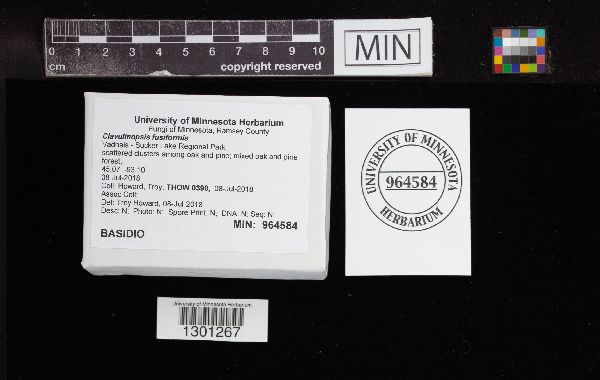 0 1 2 3 4 5 6 7 8 9 10
cm
copyright reserved
MIN
University of Minnesota Herbarium
Fungi of Minnesota, Ramsey County
Clavulinopsis fusiformis
Vadnais - Sucker Lake Regional Park
scattered clusters among oak and pine; mixed oak and pine
forest,
45.07 -93.10
08-Jul-2018
Coll: Howard, Troy; THOW 0390, 08-Jul-2018
Assoc Coll:
Det: Troy Howard, 08-Jul-2018
Desc: N; Photo: N; Spore Print: N; DNA: N; Seq: N
MIN: 964584
BASIDIO
UNIVERSITY OF MINNESOTA
964584
HERBARIUM
University of Minnesota Herbarium
1301267